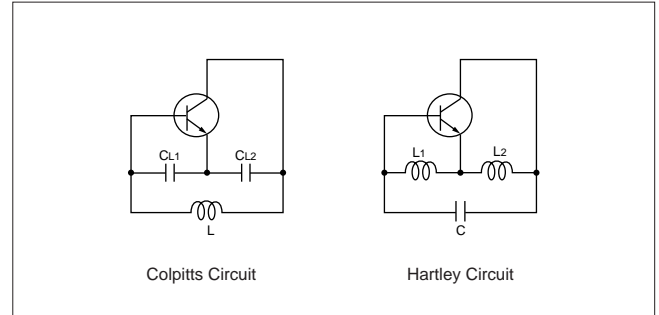 CL1 CL2
L
Colpitts Circuit
L1 L2
C
Hartley Circuit